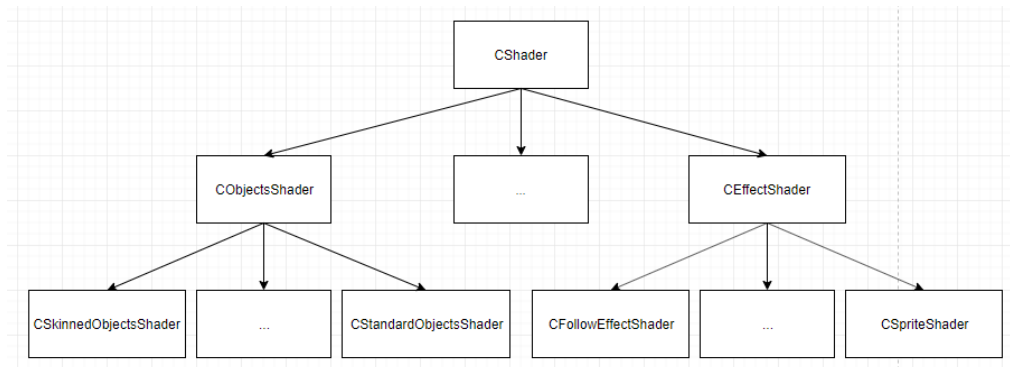 CShader
CObjectsShader
...
CEffectShader
CSkinnedObjectsShader
...
CStandardObjectsShader
CFollowEffectShader
...
CSpriteShader